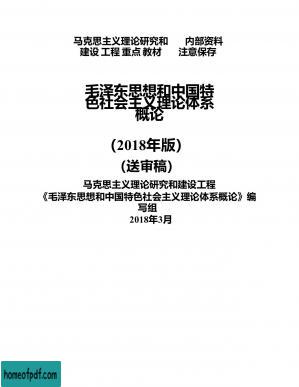 马克思主义理论研究和 内部资料
建设 工程 重点 教材 注意保存
毛泽东思想和中国特
色社会主义理论体系
概论
（2018年版）
（送审稿）
马克思主义理论研究和建设工程
《毛泽东思想和中国特色社会主义理论体系概论》编
写组
2018年3月
homeofpdf.com